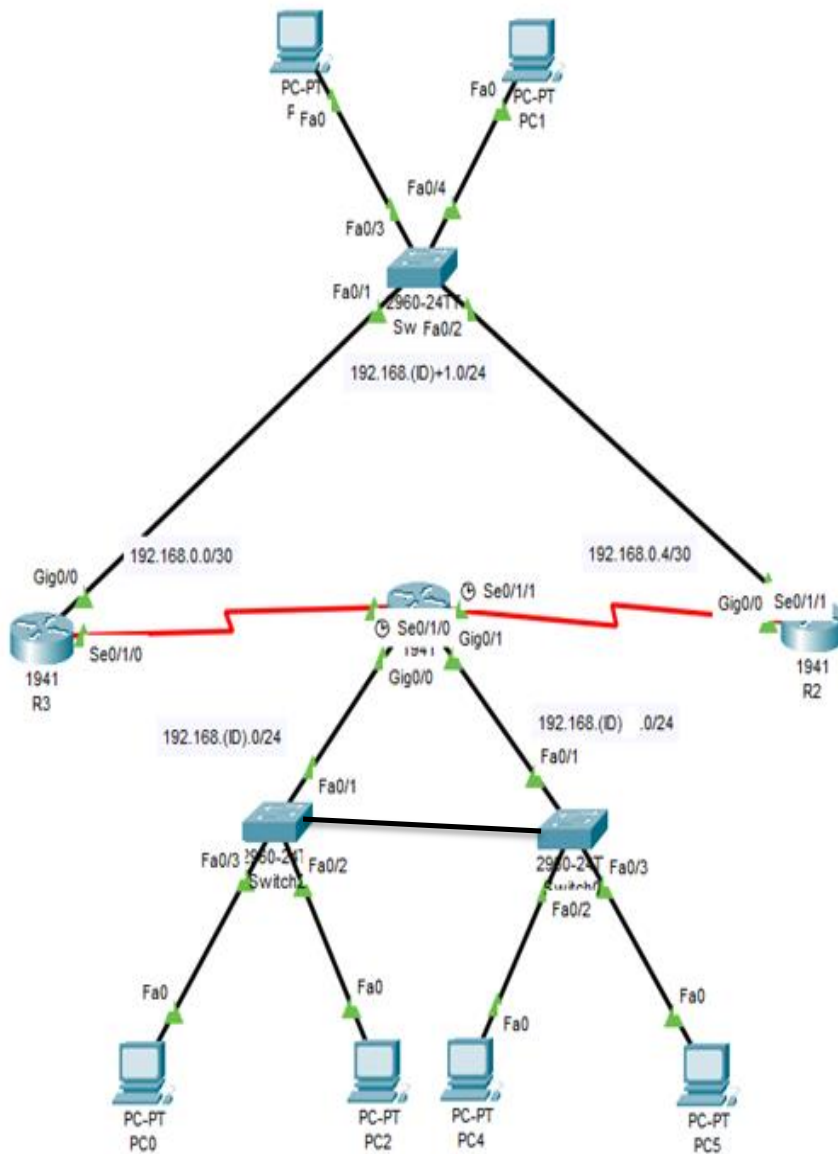 PC-PT
Fa0
Fa0
PC-PT
PC1
Fa0/4
Fa0/3
Fa0/1
2960-24TT
Sw
Fa0/2
192.168.(ID)+1.0/24
192.168.0.0/30
192.168.0.4/30
Gig0/0
Se0/1/1
Gig0/0
Se0/1/1
Se0/1/0
Se0/1/0
Gig0/1
1941
R3
1941
Gig0/0
1941
R2
192.168.(ID).0/24
192.168.(ID) .0/24
Fa0/1
Fa0/1
Fa0/3
Fa0/2
Fa0/3
Fa0/2
Fa0
Fa0
Fa0
Fa0
PC-PT
PC0
PC-PT
PC2
PC-PT
PC4
PC-PT
PC5